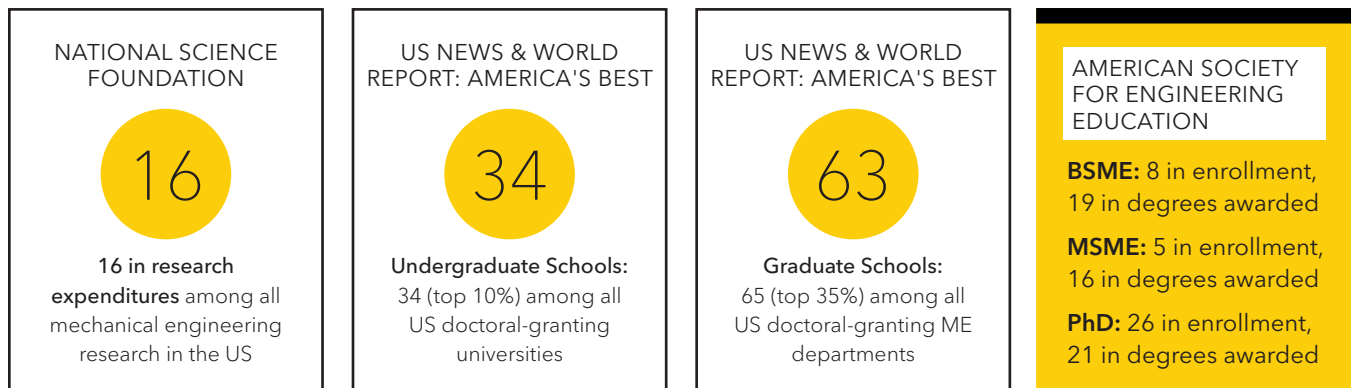 NATIONAL SCIENCE
FOUNDATION
16
16 in research
expenditures among all
mechanical engineering
research in the US
US NEWS & WORLD
REPORT: AMERICA'S BEST
34
Undergraduate Schools:
34 (top 10%) among all
US doctoral-granting
universities
US NEWS & WORLD
REPORT: AMERICA'S BEST
63
Graduate Schools:
65 (top 35%) among all
US doctoral-granting ME
departments
AMERICAN SOCIETY
FOR ENGINEERING
EDUCATION
BSME: 8 in enrollment,
19 in degrees awarded
MSME: 5 in enrollment,
16 in degrees awarded
PhD: 26 in enrollment,
21 in degrees awarded